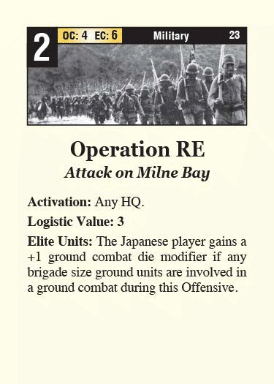 2 OC: 4 EC: 6 Military 23
Operation RE
Attack on Milne Bay
Activation: Any HQ.
Logistic Value: 3
Elite Units: The Japanese player gains a
+1 ground combat die modifier if any
brigade size ground units are involved in
a ground combat during this Offensive.